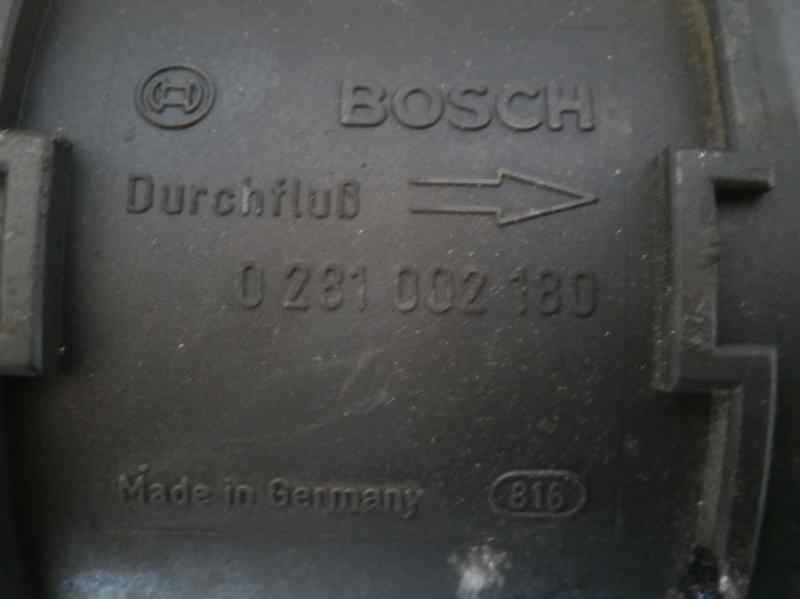 BOSCH
Durchfluß
0 281 002 180
Made in Germany 816